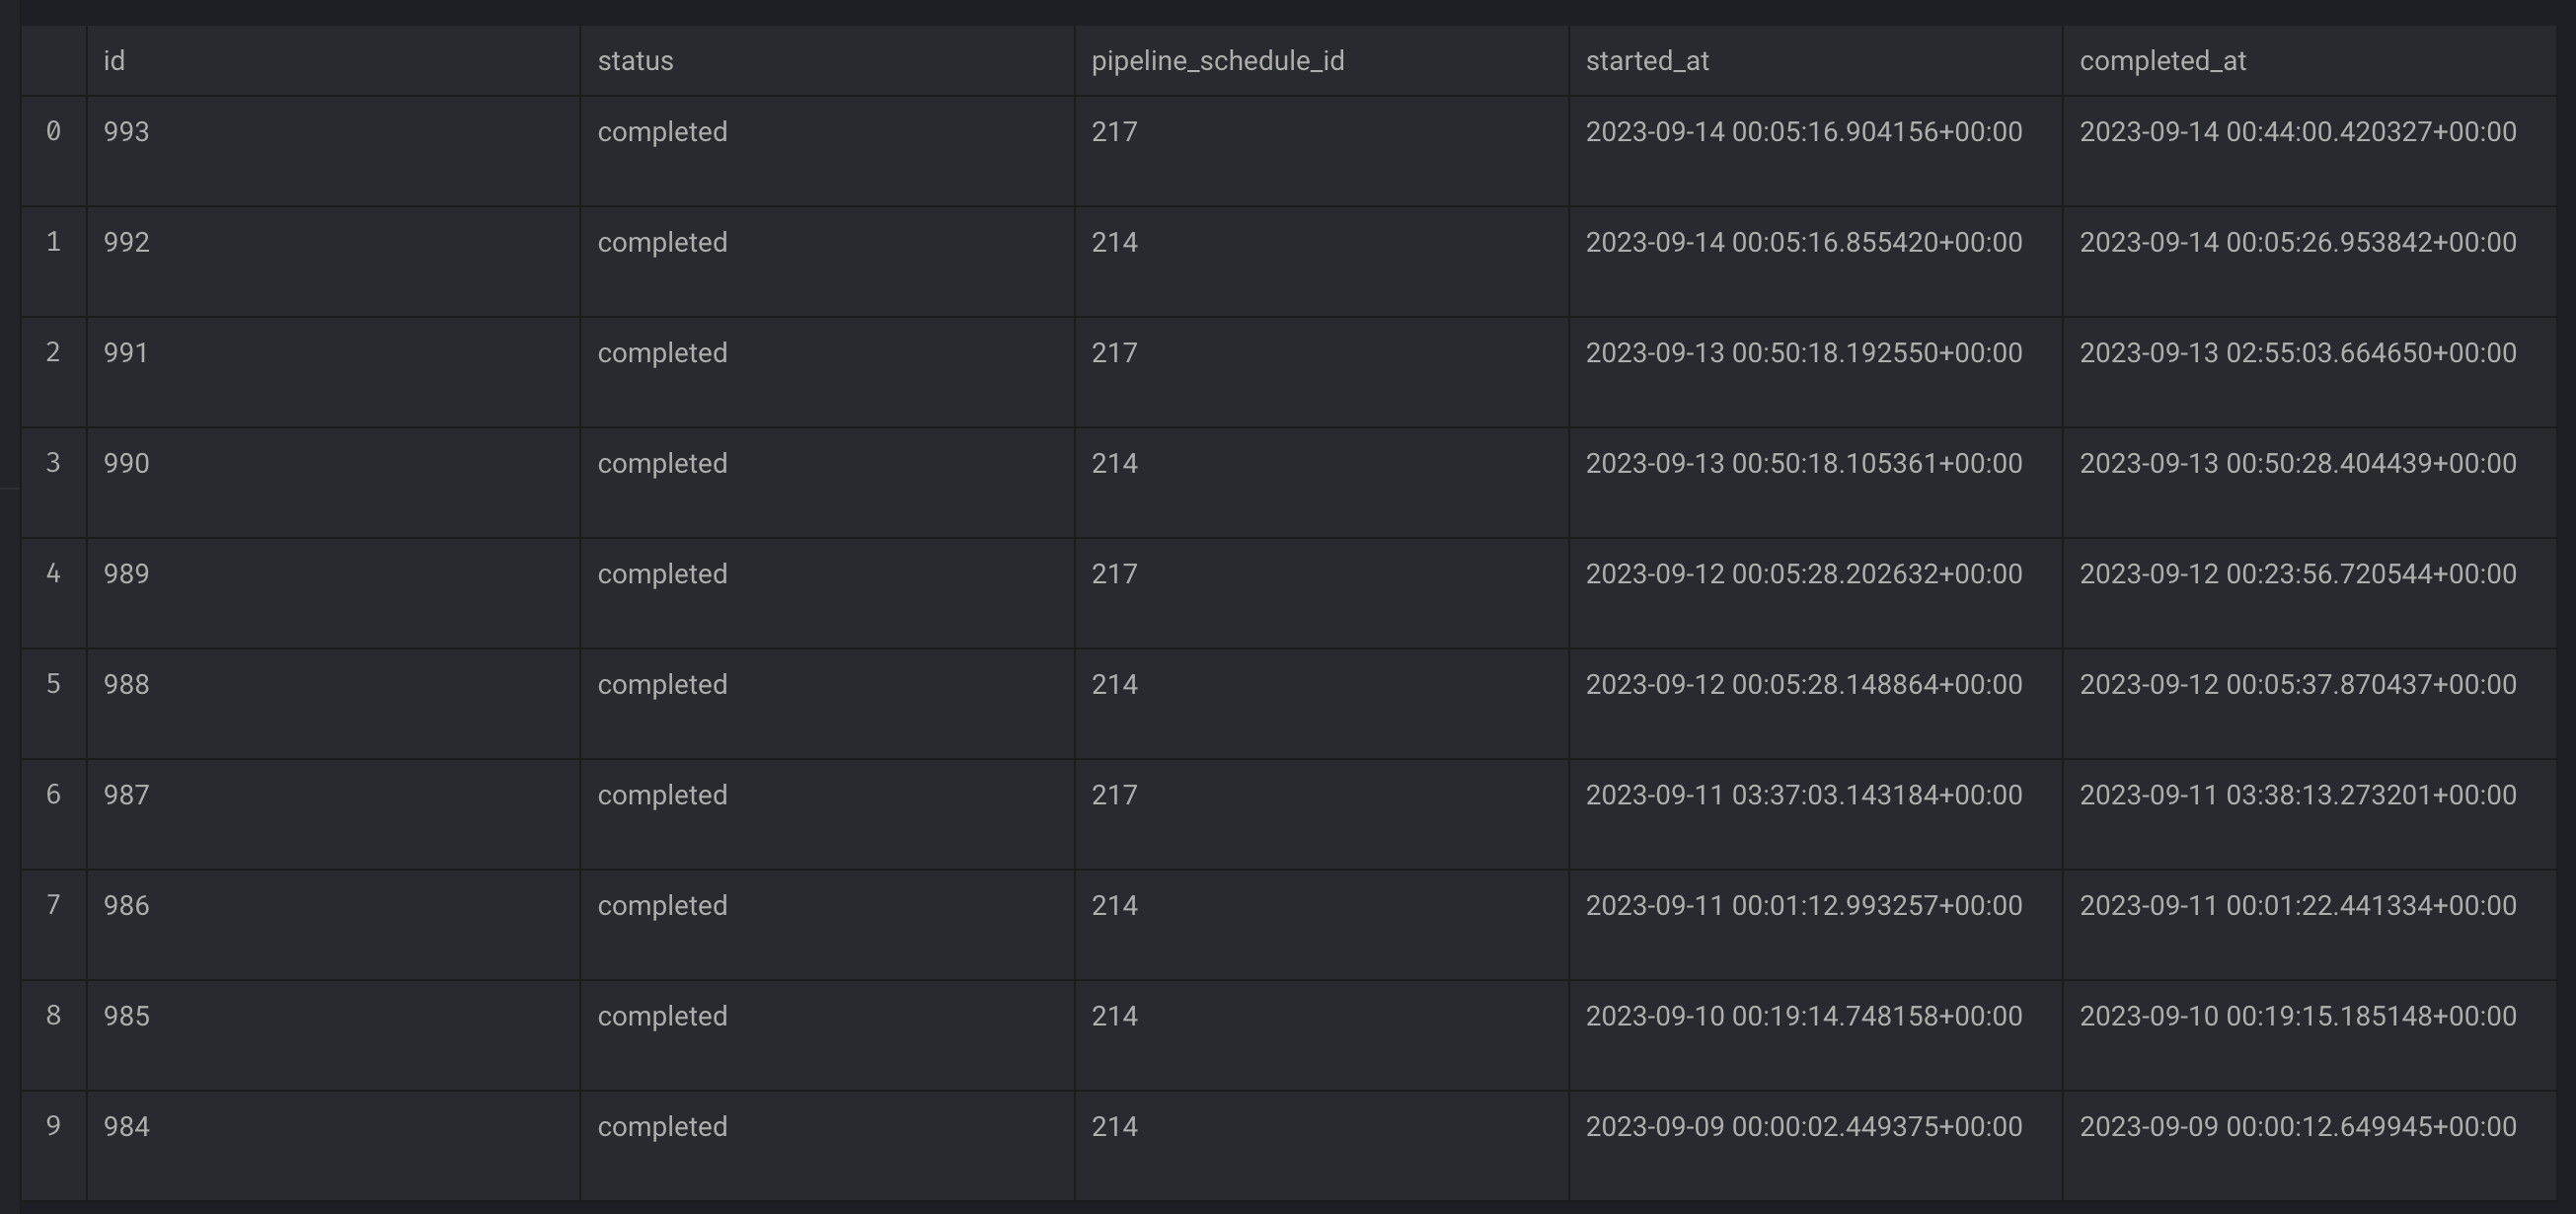 id status pipeline_schedule_id started_at completed_at
0 993 completed 217 2023-09-14 00:05:16.904156+00:00 2023-09-14 00:44:00.420327+00:00
1 992 completed 214 2023-09-14 00:05:16.855420+00:00 2023-09-14 00:05:26.953842+00:00
2 991 completed 217 2023-09-13 00:50:18.192550+00:00 2023-09-13 02:55:03.664650+00:00
3 990 completed 214 2023-09-13 00:50:18.105361+00:00 2023-09-13 00:50:28.404439+00:00
4 989 completed 217 2023-09-12 00:05:28.202632+00:00 2023-09-12 00:23:56.720544+00:00
5 988 completed 214 2023-09-12 00:05:28.148864+00:00 2023-09-12 00:05:37.870437+00:00
6 987 completed 217 2023-09-11 03:37:03.143184+00:00 2023-09-11 03:38:13.273201+00:00
7 986 completed 214 2023-09-11 00:01:12.993257+00:00 2023-09-11 00:01:22.441334+00:00
8 985 completed 214 2023-09-10 00:19:14.748158+00:00 2023-09-10 00:19:15.185148+00:00
9 984 completed 214 2023-09-09 00:00:02.449375+00:00 2023-09-09 00:00:12.649945+00:00